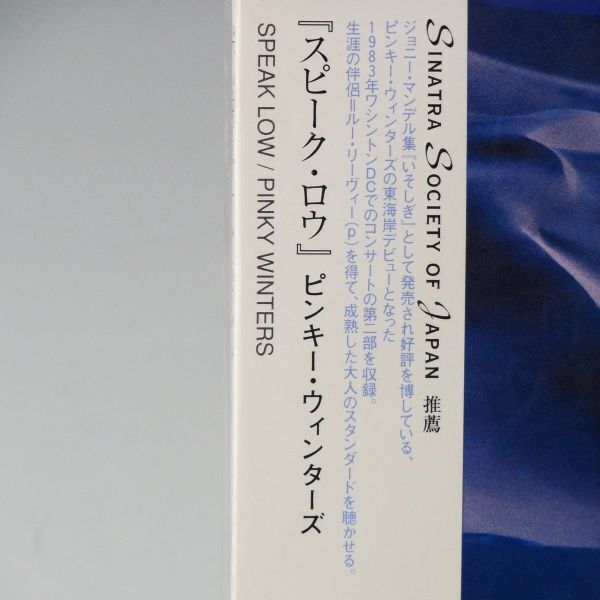 SINATRA SOCIETY OF JAPAN 推薦
ジョニー・マンデル集『いそしぎ』として発売され好評を博している、
ピンキー・ウィンターズの東海岸デビューとなった
1983年ワシントンDCでのコンサートの第二部を収録。
生涯の伴侶=ルー・リーヴィー(p)を得て、成熟した大人のスタンダードを聴かせる。
『スピーク・ロウ』ピンキー・ウィンターズ
SPEAK LOW / PINKY WINTERS